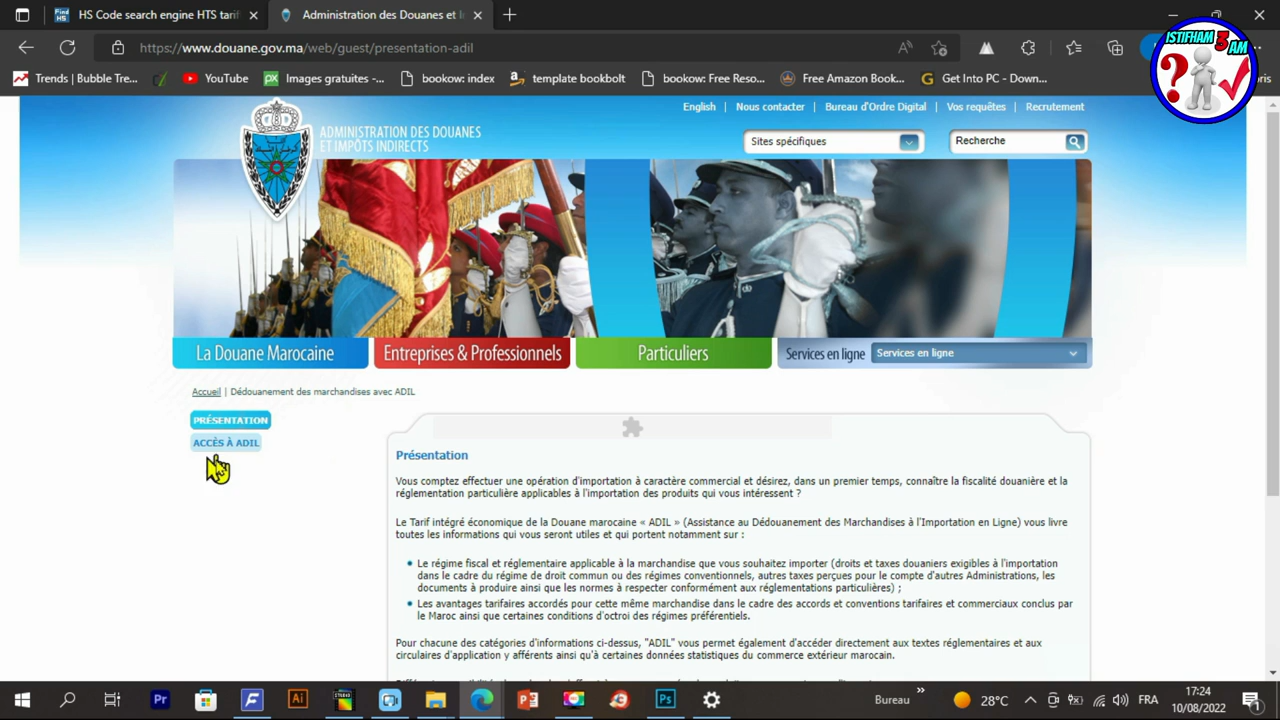 HS Code search engine HTS tarif
Administration des Douanes et I
https://www.douane.gov.ma/web/guest/presentation-adil
ISTIFHAM 3 AM
Trends | Bubble Tre...
YouTube
Images gratuites -...
bookow: index
template bookbolt
bookow: Free Reso...
Free Amazon Book...
Get Into PC - Down...
English
Nous contacter
Bureau d'Ordre Digital
Vos requêtes
Recrutement
ADMINISTRATION DES DOUANES
ET IMPÔTS INDIRECTS
Sites spécifiques
Recherche
La Douane Marocaine
Entreprises & Professionnels
Particuliers
Services en ligne
Services en ligne
Accueil | Dédouanement des marchandises avec ADIL
PRÉSENTATION
ACCÈS À ADIL
Présentation
Vous comptez effectuer une opération d'importation à caractère commercial et désirez, dans un premier temps, connaître la fiscalité douanière et la
réglementation particulière applicables à l'importation des produits qui vous intéressent ?
Le Tarif intégré économique de la Douane marocaine « ADIL » (Assistance au Dédouanement des Marchandises à l'Importation en Ligne) vous livre
toutes les informations qui vous seront utiles et qui portent notamment sur :
Le régime fiscal et réglementaire applicable à la marchandise que vous souhaitez importer (droits et taxes douaniers exigibles à l'importation
dans le cadre du régime de droit commun ou des régimes conventionnels, autres taxes perçues pour le compte d'autres Administrations, les
documents à produire ainsi que les normes à respecter conformément aux réglementations particulières) ;
Les avantages tarifaires accordés pour cette même marchandise dans le cadre des accords et conventions tarifaires et commerciaux conclus par
le Maroc ainsi que certaines conditions d'octroi des régimes préférentiels.
Pour chacune des catégories d'informations ci-dessus, "ADIL" vous permet également d'accéder directement aux textes réglementaires et aux
circulaires d'application y afférents ainsi qu'à certaines données statistiques du commerce extérieur marocain.
Bureau
28°C
FRA
17:24
10/08/2022